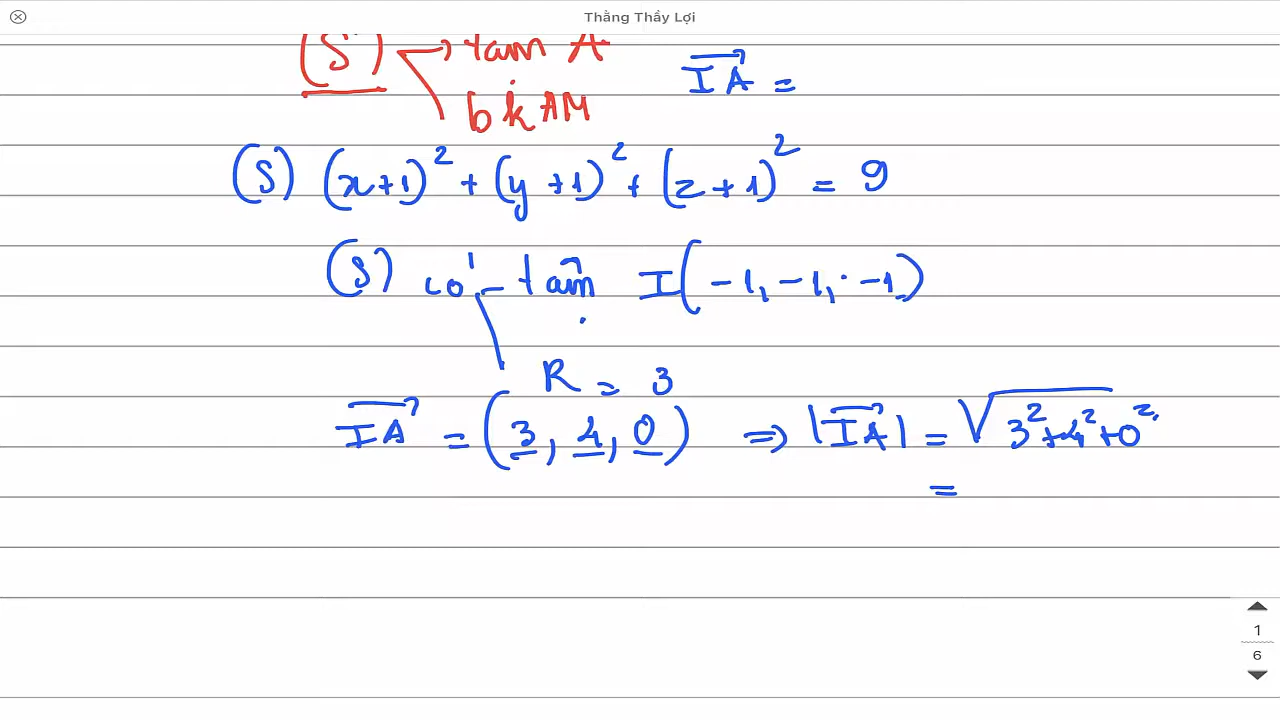 Thằng Thầy Lợi
(S) → tâm A
bk AM
IA⃗ =
(S) (x+1)² + (y+1)² + (z+1)² = 9
(S) có tâm I(-1, -1, -1)
R = 3
IA⃗ = (3, 4, 0) ⇒ |IA⃗| = √3²+4²+0²
=
1
6